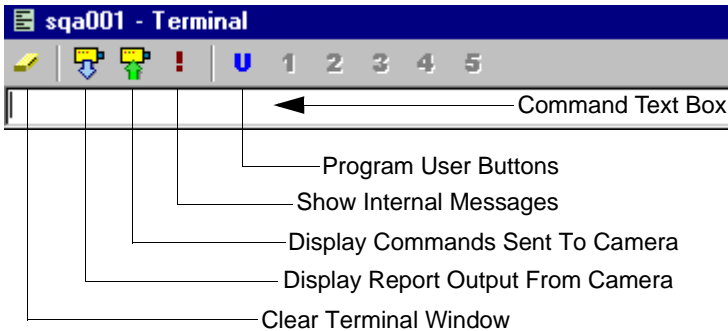 sqa001 - Terminal
! U 1 2 3 4 5
Command Text Box
Program User Buttons
Show Internal Messages
Display Commands Sent To Camera
Display Report Output From Camera
Clear Terminal Window